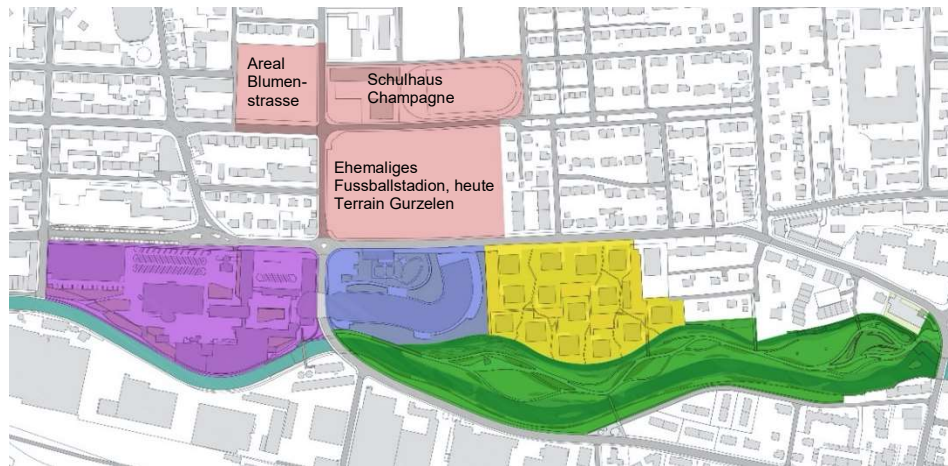 Areal
Blumen-
strasse
Schulhaus
Champagne
Ehemaliges
Fussballstadion, heute
Terrain Gurzelen